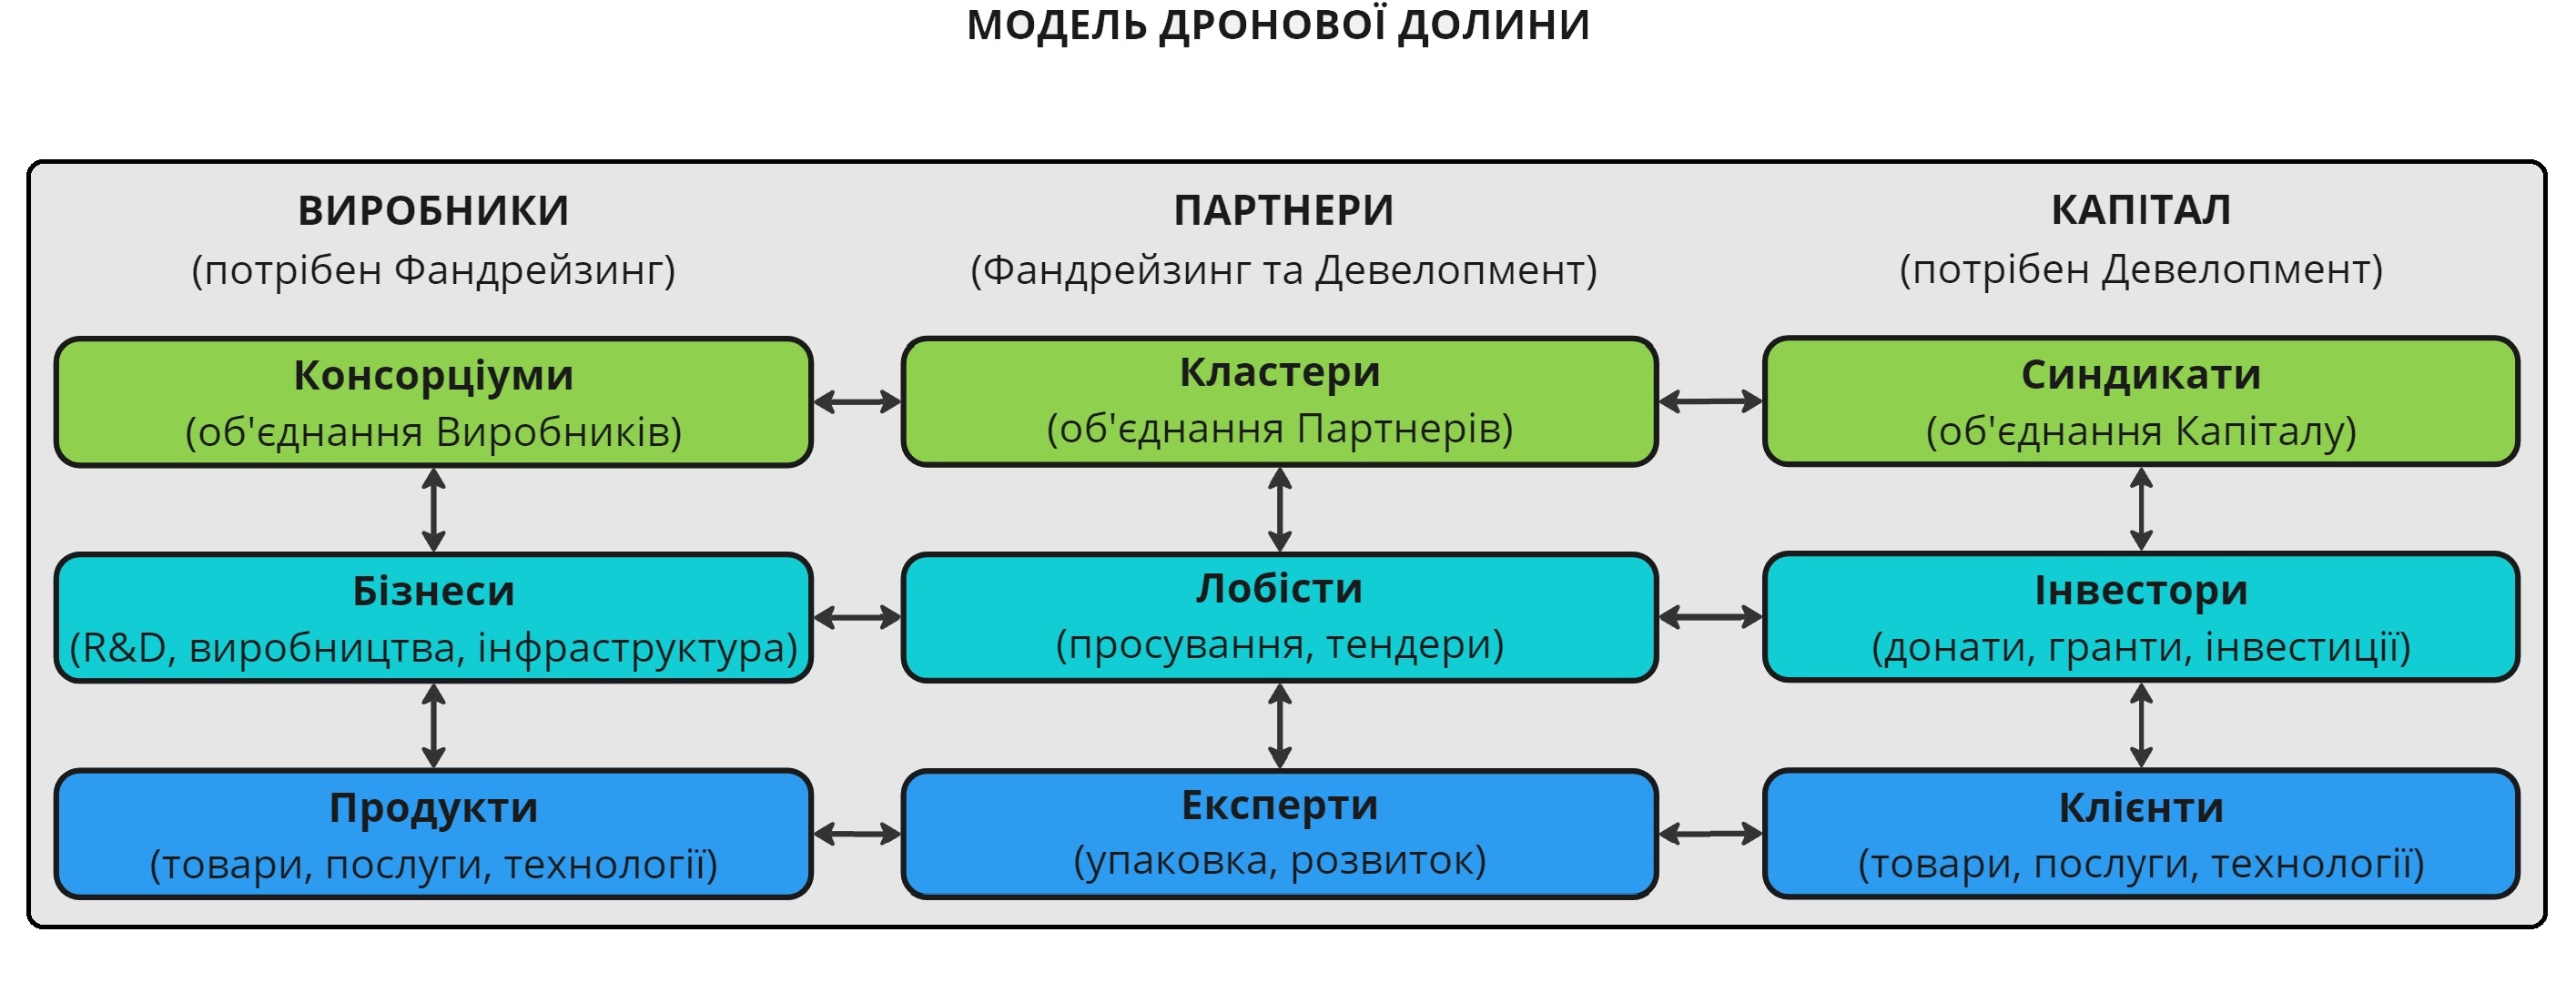 МОДЕЛЬ ДРОНОВОЇ ДОЛИНИ
ВИРОБНИКИ
(потрібен Фандрейзинг)
ПАРТНЕРИ
(Фандрейзинг та Девелопмент)
КАПІТАЛ
(потрібен Девелопмент)
Консорціуми
(об'єднання Виробників)
Кластери
(об'єднання Партнерів)
Синдикати
(об'єднання Капіталу)
Бізнеси
(R&D, виробництва, інфраструктура)
Лобісти
(просування, тендери)
Інвестори
(донати, гранти, інвестиції)
Продукти
(товари, послуги, технології)
Експерти
(упаковка, розвиток)
Клієнти
(товари, послуги, технології)